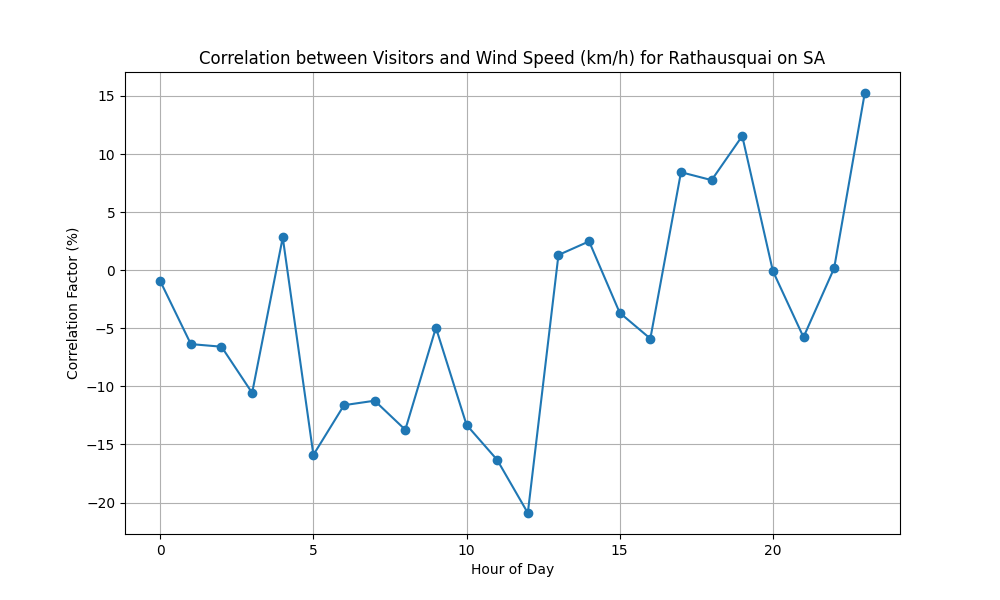 Correlation between Visitors and Wind Speed (km/h) for Rathausquai on SA
Correlation Factor (%)
15
10
5
0
−5
−10
−15
−20
0 5 10 15 20
Hour of Day